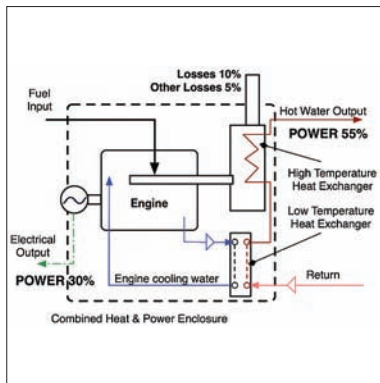 Losses 10%
Other Losses 5%
Fuel
Input
Hot Water Output
POWER 55%
High Temperature
Heat Exchanger
Engine
Low Temperature
Heat Exchanger
Electrical
Output
POWER 30%
Engine cooling water
Return
Combined Heat & Power Enclosure